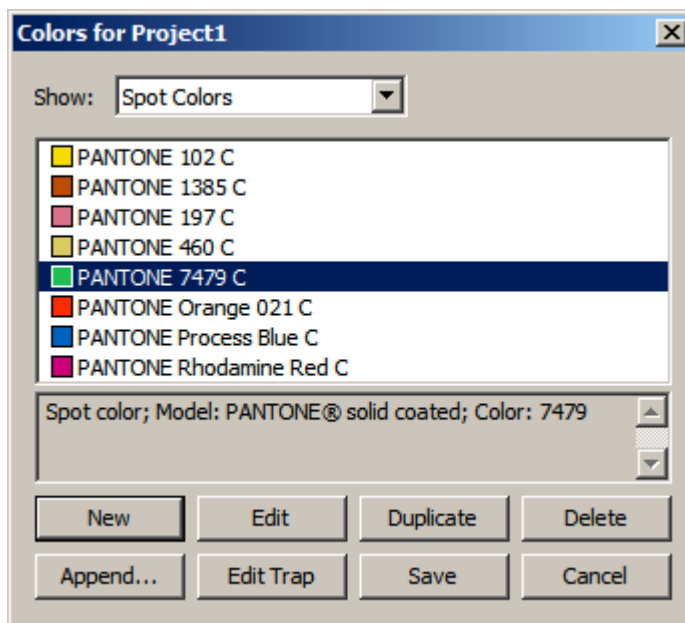 Colors for Project1
Show: Spot Colors
PANTONE 102 C
PANTONE 1385 C
PANTONE 197 C
PANTONE 460 C
PANTONE 7479 C
PANTONE Orange 021 C
PANTONE Process Blue C
PANTONE Rhodamine Red C
Spot color; Model: PANTONE® solid coated; Color: 7479
New Edit Duplicate Delete
Append... Edit Trap Save Cancel